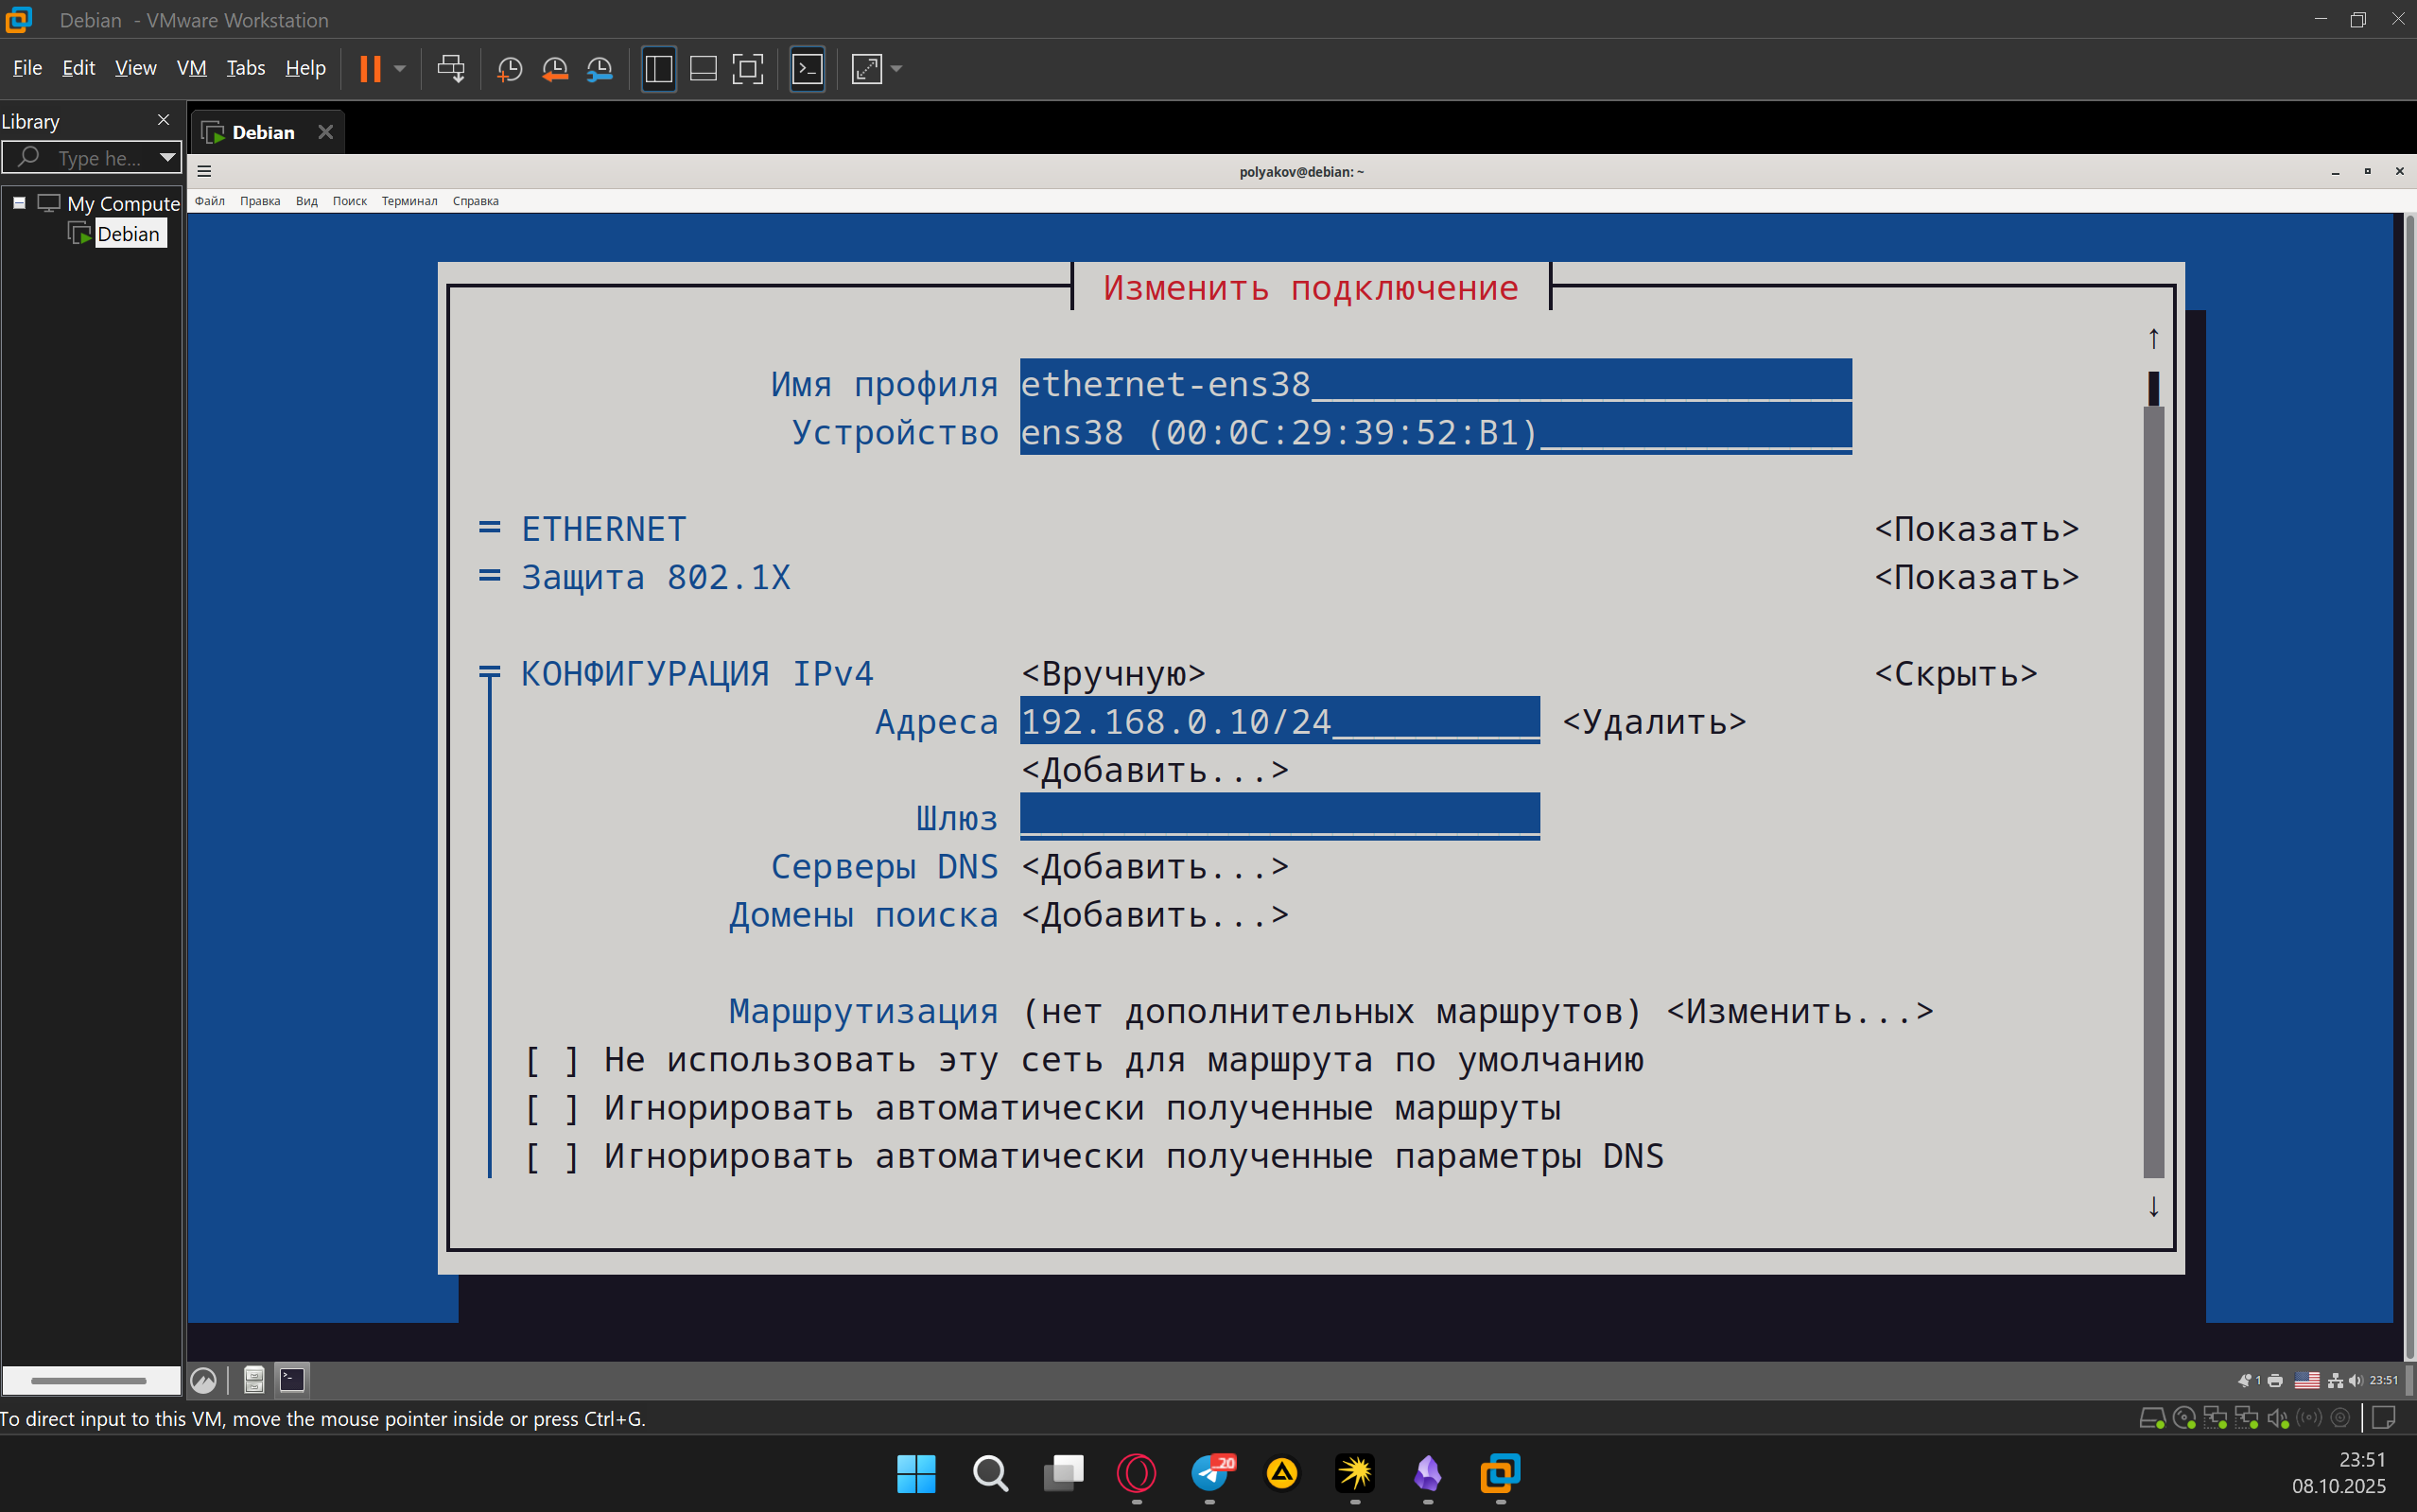 Debian - VMware Workstation
File Edit View VM Tabs Help
Library
Type he...
My Compute
Debian
Debian
polyakov@debian: ~
Файл Правка Вид Поиск Терминал Справка
Изменить подключение
Имя профиля ethernet-ens38
Устройство ens38 (00:0C:29:39:52:B1)
= ETHERNET <Показать>
= Защита 802.1X <Показать>
КОНФИГУРАЦИЯ IPv4 <Вручную> <Скрыть>
Адреса 192.168.0.10/24 <Удалить>
<Добавить...>
Шлюз
Серверы DNS <Добавить...>
Домены поиска <Добавить...>
Маршрутизация (нет дополнительных маршрутов) <Изменить...>
[ ] Не использовать эту сеть для маршрута по умолчанию
[ ] Игнорировать автоматически полученные маршруты
[ ] Игнорировать автоматически полученные параметры DNS
1 23:51
To direct input to this VM, move the mouse pointer inside or press Ctrl+G.
20
23:51
08.10.2025